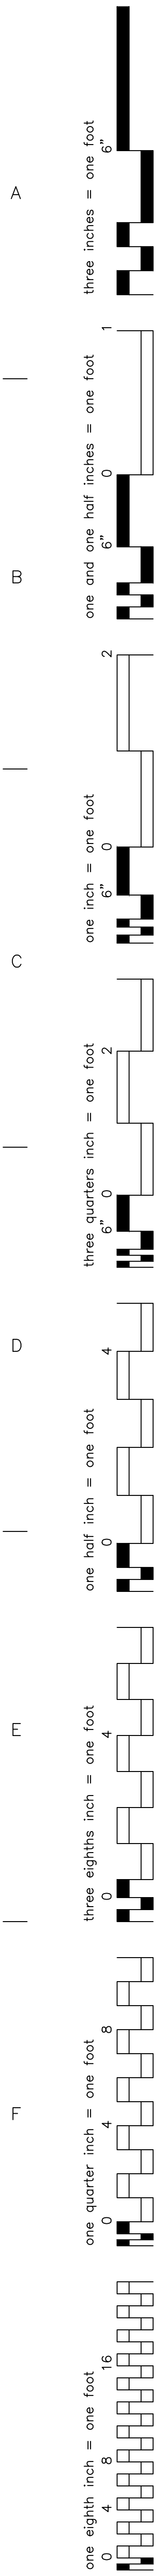 A
three inches = one foot
6"
one and one half inches = one foot
6"
0
1
B
one inch = one foot
6"
0
2
C
three quarters inch = one foot
6"
0
2
D
one half inch = one foot
0
4
E
three eighths inch = one foot
0
4
F
one quarter inch = one foot
0
4
8
one eighth inch = one foot
0
4
8
16